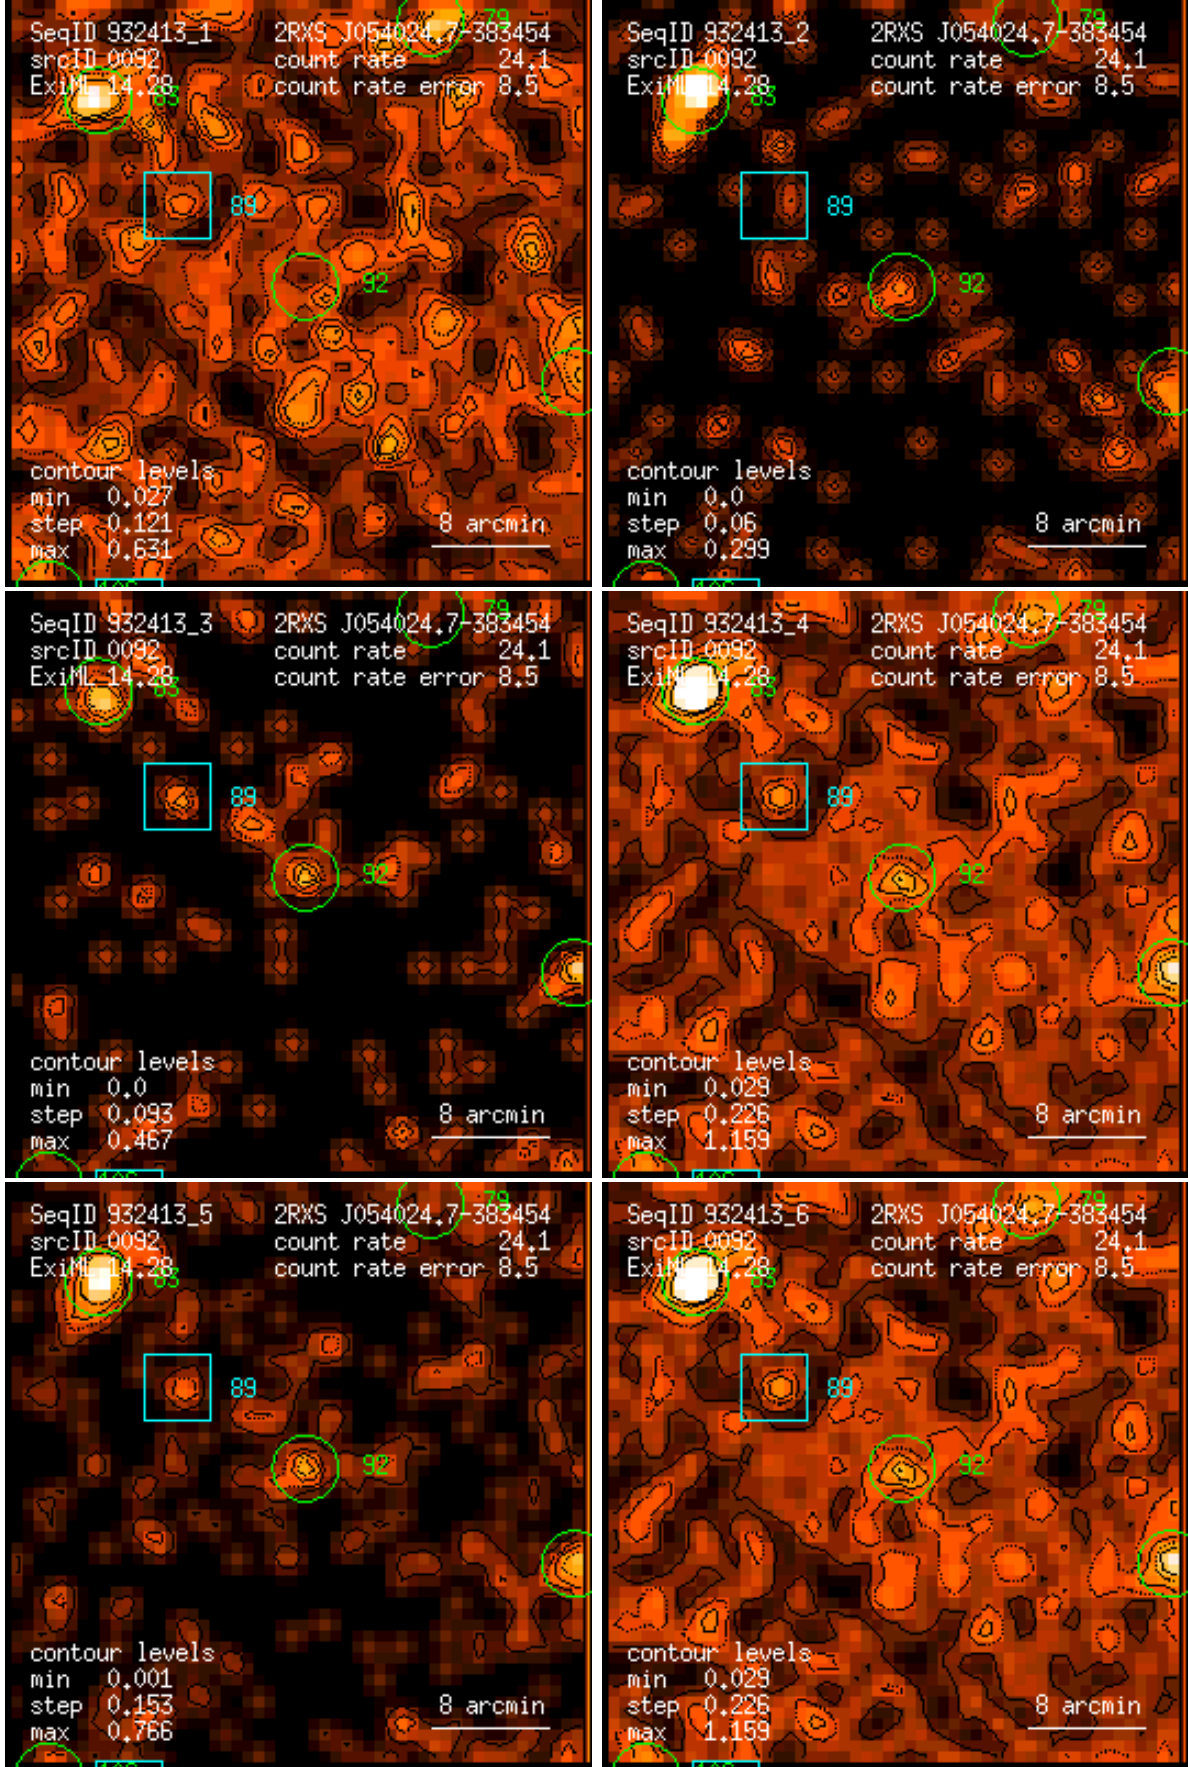 79
SeqID 932413_1 2RXS J054024.7-383454
srcID 0092 count rate 24.1
ExiML 14.28 count rate error 8.5
83
89
92
contour levels
min 0.027
step 0.121 8 arcmin
max 0.631
79
SeqID 932413_2 2RXS J054024.7-383454
srcID 0092 count rate 24.1
ExiML 14.28 count rate error 8.5
83
89
92
contour levels
min 0.0
step 0.06 8 arcmin
max 0.299
79
SeqID 932413_3 2RXS J054024.7-383454
srcID 0092 count rate 24.1
ExiML 14.28 count rate error 8.5
83
89
92
contour levels
min 0.0
step 0.093 8 arcmin
max 0.467
79
SeqID 932413_4 2RXS J054024.7-383454
srcID 0092 count rate 24.1
ExiML 14.28 count rate error 8.5
83
89
92
contour levels
min 0.029
step 0.226 8 arcmin
max 1.159
79
SeqID 932413_5 2RXS J054024.7-383454
srcID 0092 count rate 24.1
ExiML 14.28 count rate error 8.5
83
89
92
contour levels
min 0.001
step 0.153 8 arcmin
max 0.766
79
SeqID 932413_6 2RXS J054024.7-383454
srcID 0092 count rate 24.1
ExiML 14.28 count rate error 8.5
83
89
92
contour levels
min 0.029
step 0.226 8 arcmin
max 1.159